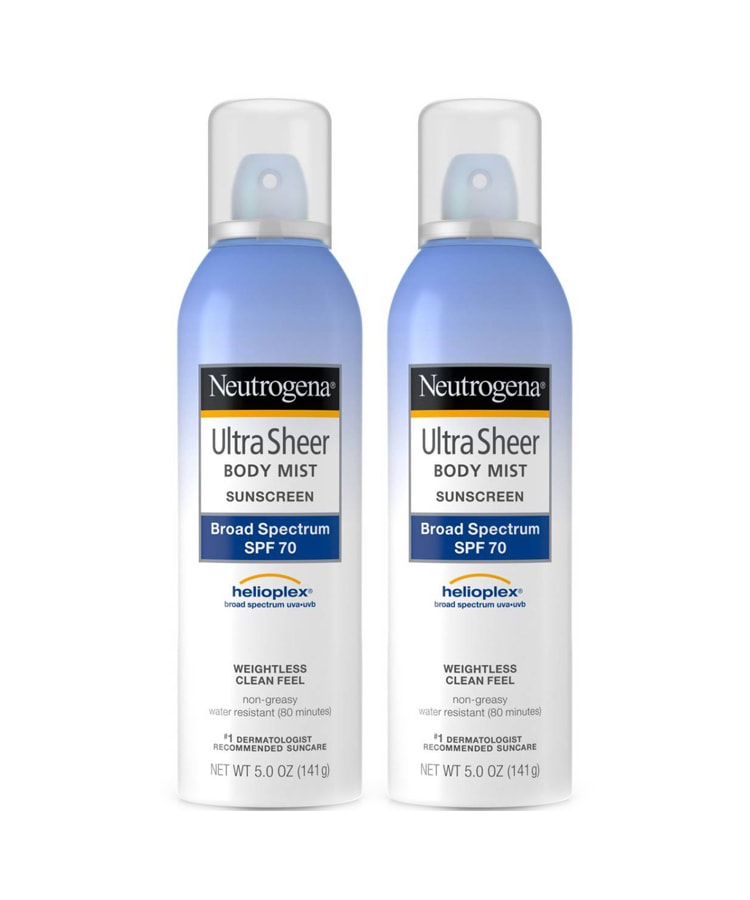 Neutrogena®
Ultra Sheer
BODY MIST
SUNSCREEN
Broad Spectrum
SPF 70
helioplex®
broad spectrum uva•uvb
WEIGHTLESS
CLEAN FEEL
non-greasy
water resistant (80 minutes)
#1 DERMATOLOGIST
RECOMMENDED SUNCARE
NET WT 5.0 OZ (141 g)
Neutrogena®
Ultra Sheer
BODY MIST
SUNSCREEN
Broad Spectrum
SPF 70
helioplex®
broad spectrum uva•uvb
WEIGHTLESS
CLEAN FEEL
non-greasy
water resistant (80 minutes)
#1 DERMATOLOGIST
RECOMMENDED SUNCARE
NET WT 5.0 OZ (141 g)